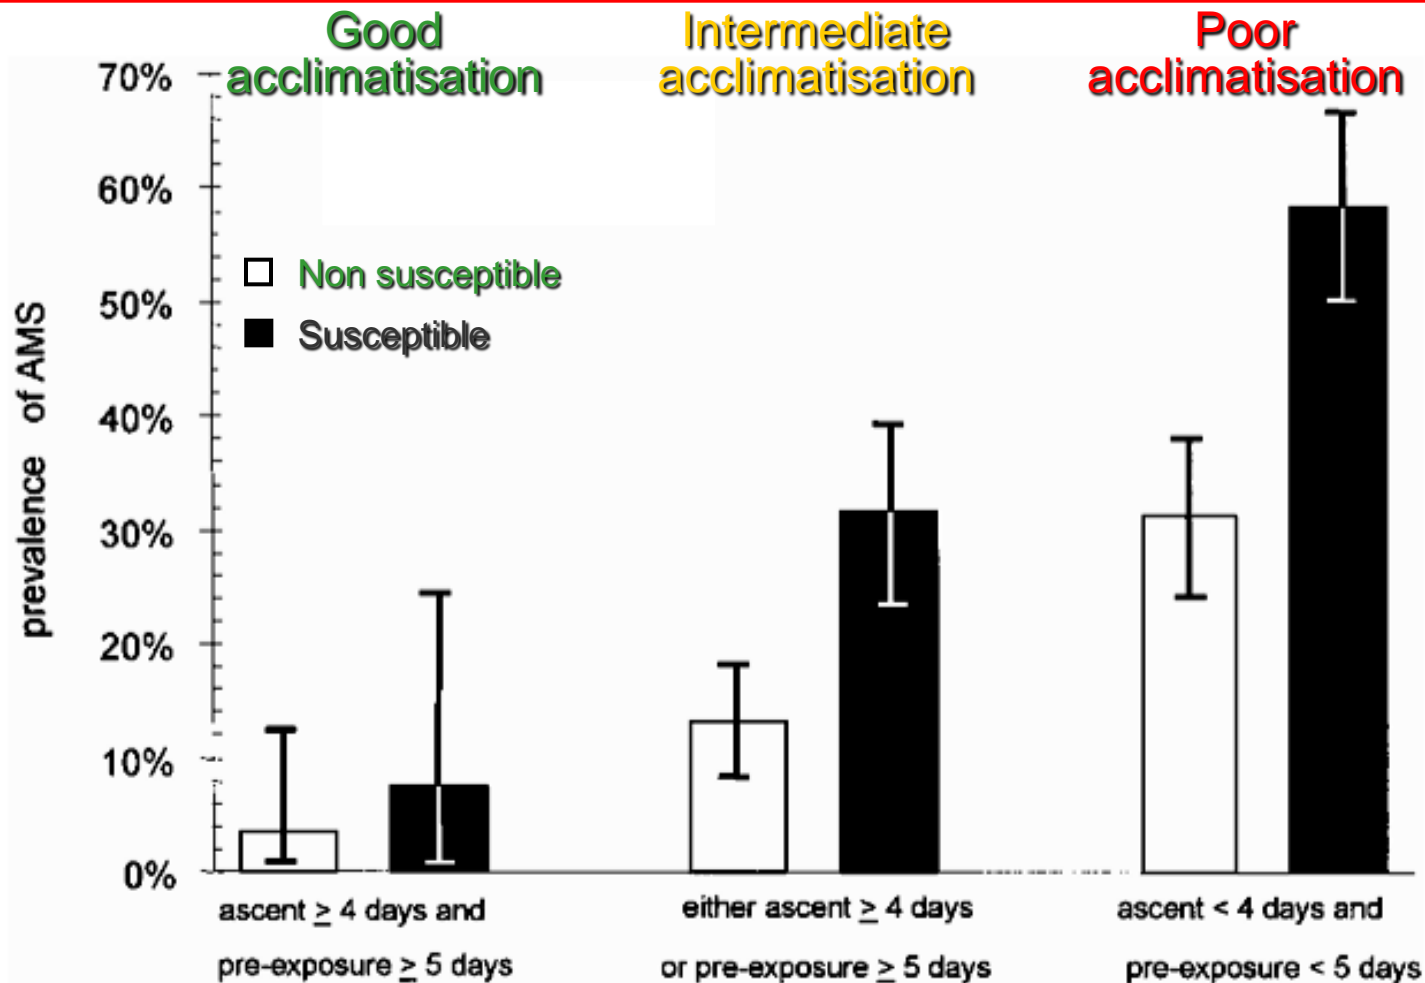 Good
acclimatisation
Intermediate
acclimatisation
Poor
acclimatisation
70%
60%
50%
40%
30%
20%
10%
0%
prevalence of AMS
Non susceptible
Susceptible
ascent ≥ 4 days and
pre-exposure ≥ 5 days
either ascent ≥ 4 days
or pre-exposure ≥ 5 days
ascent < 4 days and
pre-exposure < 5 days